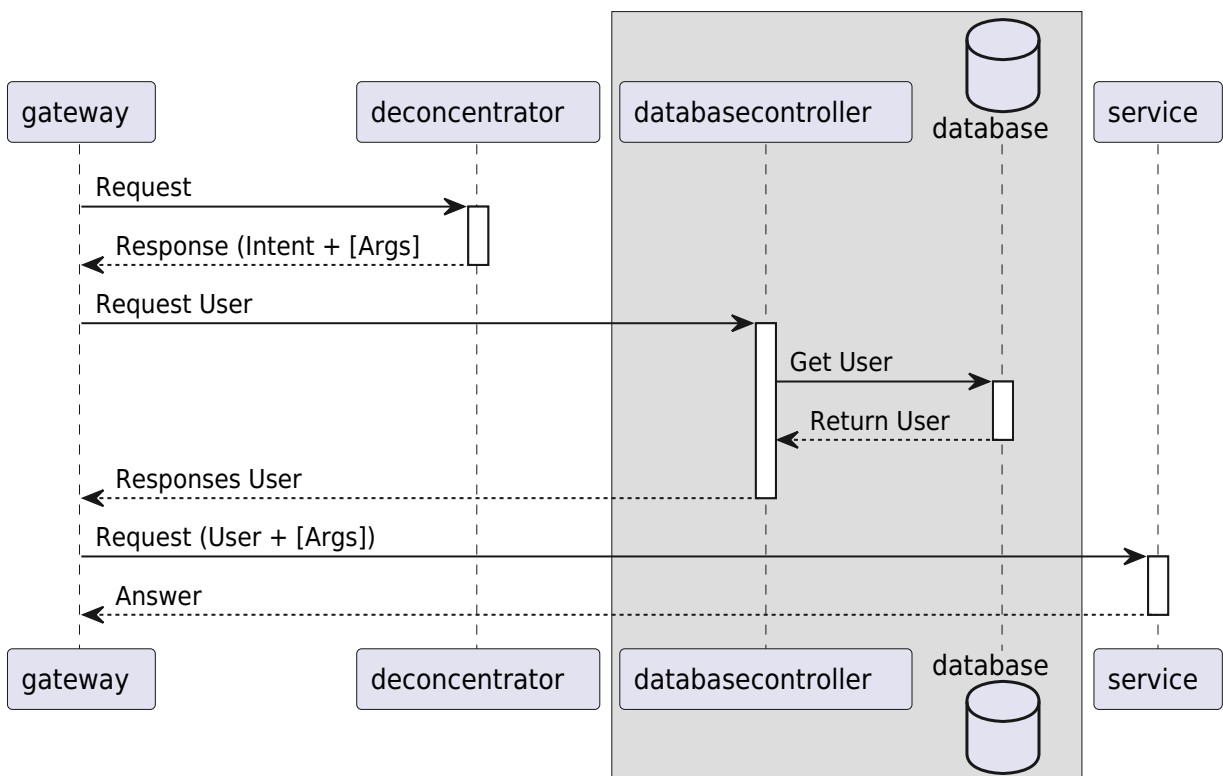 database
gateway
deconcentrator
databasecontroller
service
Request
Response (Intent + [Args]
Request User
Get User
Return User
Responses User
Request (User + [Args])
Answer
gateway
deconcentrator
databasecontroller
database
service